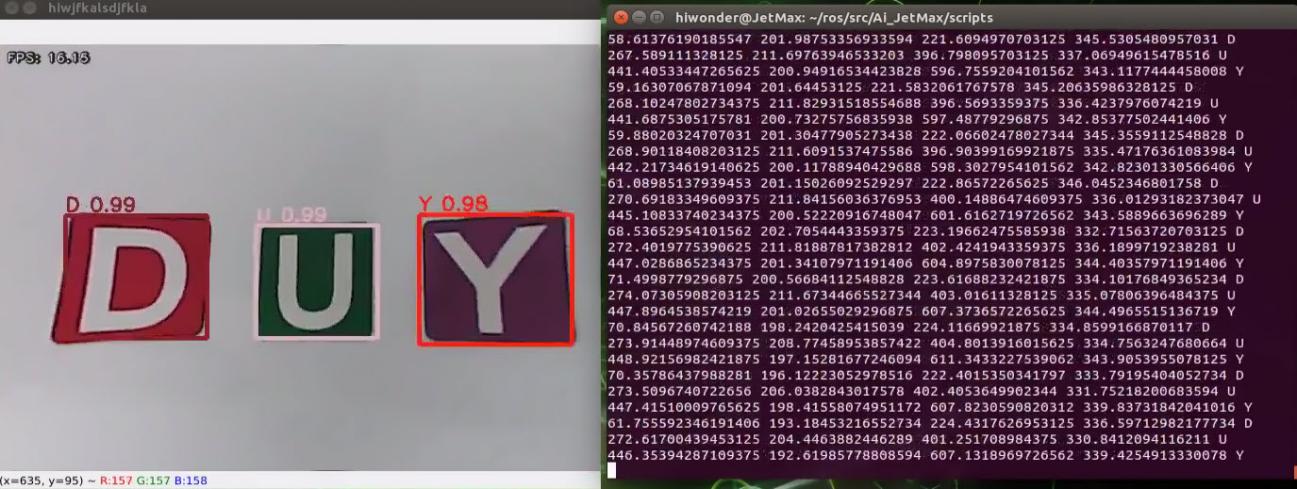 hiwjfkalsdjfkla
FPS: 16.15
D 0.99
U 0.99
Y 0.98
D
U
Y
(x=635, y=95) ~ R:157 G:157 B:158
hiwonder@JetMax: ~/ros/src/Ai_JetMax/scripts
58.61376190185547 201.98753356933594 221.6094970703125 345.5305480957031 D
267.589111328125 211.69763946533203 396.798095703125 337.06949615478516 U
441.40533447265625 200.94916534423828 596.7559204101562 343.1177444458008 Y
59.16307067871094 201.64453125 221.5832061767578 345.20635986328125 D
268.10247802734375 211.82931518554688 396.5693359375 336.4237976074219 U
441.6875305175781 200.73275756835938 597.48779296875 342.85377502441406 Y
59.88020324707031 201.30477905273438 222.06602478027344 345.3559112548828 D
268.90118408203125 211.6091537475586 396.90399169921875 335.47176361083984 U
442.21734619140625 200.11788940429688 598.3027954101562 342.82301330566406 Y
61.08985137939453 201.15026092529297 222.86572265625 346.0452346801758 D
270.69183349609375 211.84156036376953 400.14886474609375 336.01293182373047 U
445.10833740234375 200.52220916748047 601.6162719726562 343.5889663696289 Y
68.53652954101562 202.7054443359375 223.19662475585938 332.71563720703125 D
272.4019775390625 211.81887817382812 402.4241943359375 336.1899719238281 U
447.0286865234375 201.34107971191406 604.8975830078125 344.40357971191406 Y
71.4998779296875 200.56684112548828 223.61688232421875 334.10176849365234 D
274.07305908203125 211.67344665527344 403.01611328125 335.07806396484375 U
447.8964538574219 201.02655029296875 607.3736572265625 344.4965515136719 Y
70.84567260742188 198.2420425415039 224.11669921875 334.8599166870117 D
273.91448974609375 208.77458953857422 404.8013916015625 334.7563247680664 U
448.92156982421875 197.15281677246094 611.3433227539062 343.9053955078125 Y
70.35786437988281 196.12223052978516 222.4015350341797 333.79195404052734 D
273.5096740722656 206.0382843017578 402.4053649902344 331.75218200683594 U
447.41510009765625 198.41558074951172 607.8230590820312 339.83731842041016 Y
61.755592346191406 193.18453216552734 224.4317626953125 336.59712982177734 D
272.617004394 53125 204.4463882446289 401.251708984375 330.8412094116211 U
446.35394287109375 192.61985778808594 607.1318969726562 339.4254913330078 Y